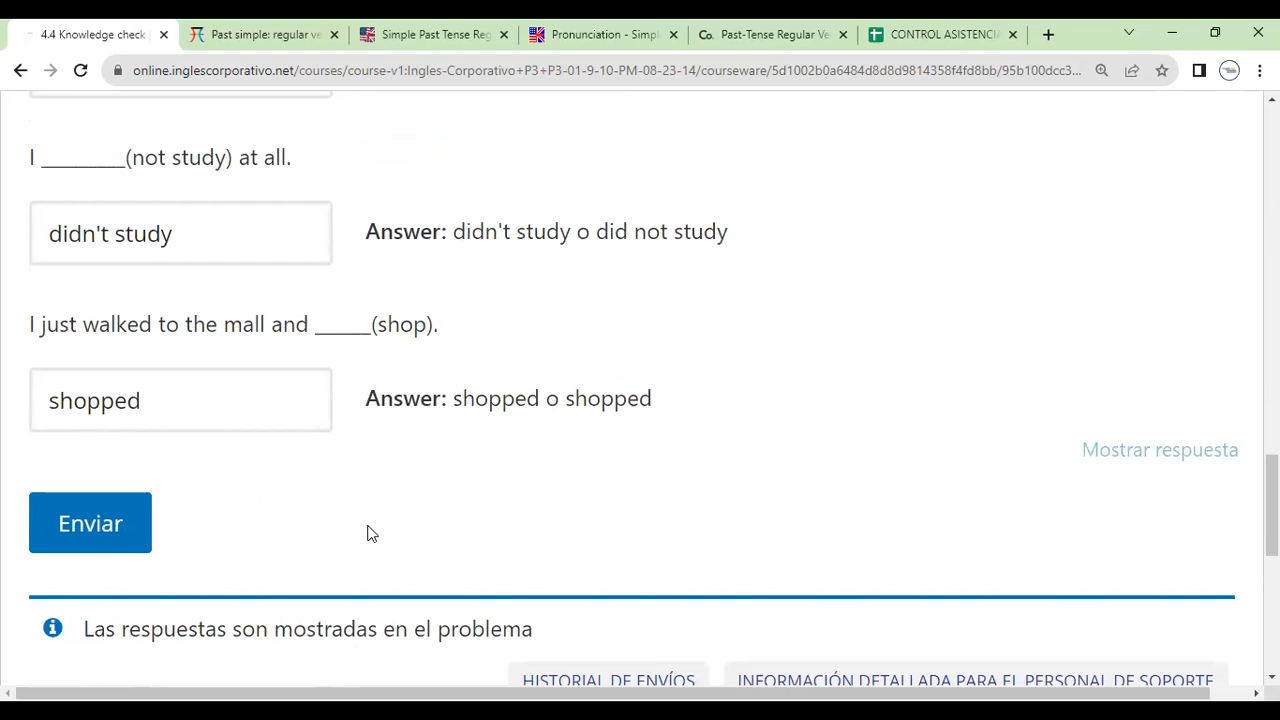 4.4 Knowledge check
Past simple: regular ve
Simple Past Tense Reg
Pronunciation - Simpl
Co. Past-Tense Regular Ve
CONTROL ASISTENCI
online.inglescorporativo.net/courses/course-v1:Ingles-Corporativo+P3+P3-01-9-10-PM-08-23-14/courseware/5d1002b0a6484d8d8d9814358f4fd8bb/95b100dcc3...
I _________(not study) at all.
didn't study
Answer: didn't study o did not study
I just walked to the mall and ______(shop).
shopped
Answer: shopped o shopped
Mostrar respuesta
Enviar
Las respuestas son mostradas en el problema
HISTORIAL DE ENVÍOS
INFORMACIÓN DETALLADA PARA EL PERSONAL DE SOPORTE